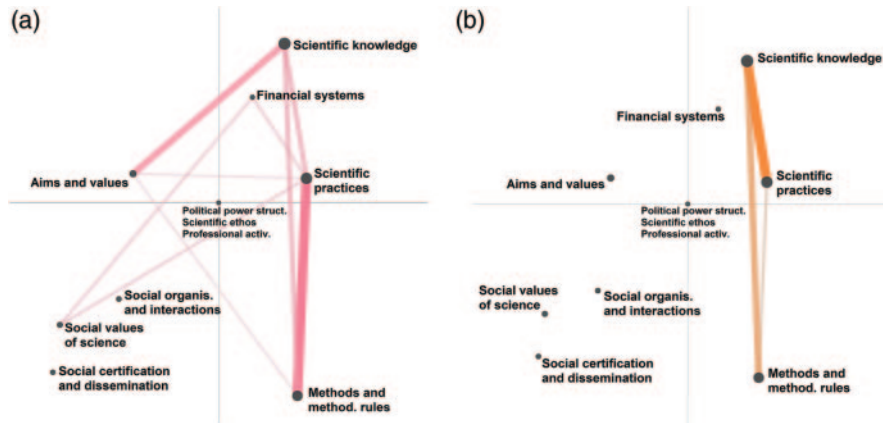 (a)
Scientific knowledge
Financial systems
Aims and values
Scientific
practices
Political power struct.
Scientific ethos
Professional activ.
Social organis.
and interactions
Social values
of science
Social certification
and dissemination
Methods and
method. rules
(b)
Scientific knowledge
Financial systems
Aims and values
Scientific
practices
Political power struct.
Scientific ethos
Professional activ.
Social values
of science
Social organis.
and interactions
Social certification
and dissemination
Methods and
method. rules